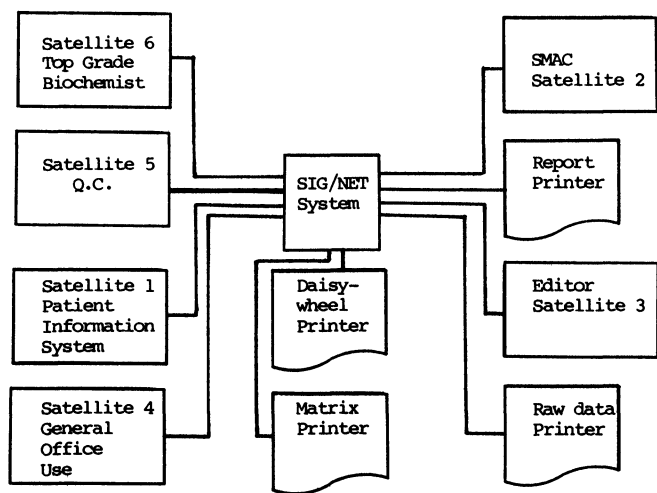 Satellite 6
Top Grade
Biochemist
SMAC
Satellite 2
Satellite 5
Q.C.
SIG/NET
System
Report
Printer
Satellite 1
Patient
Information
System
Daisy-
wheel
Printer
Editor
Satellite 3
Satellite 4
General
Office
Use
Matrix
Printer
Raw data
Printer